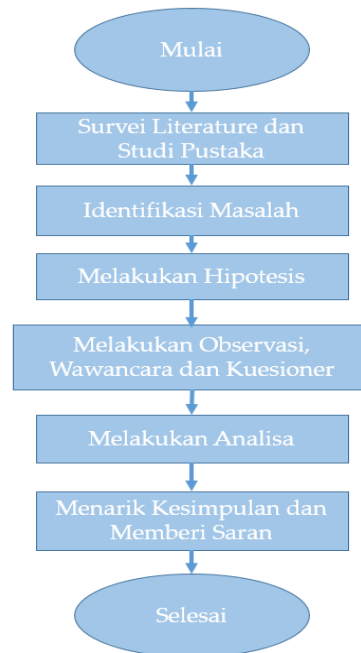 Mulai
Survei Literature dan
Studi Pustaka
Identifikasi Masalah
Melakukan Hipotesis
Melakukan Observasi,
Wawancara dan Kuesioner
Melakukan Analisa
Menarik Kesimpulan dan
Memberi Saran
Selesai